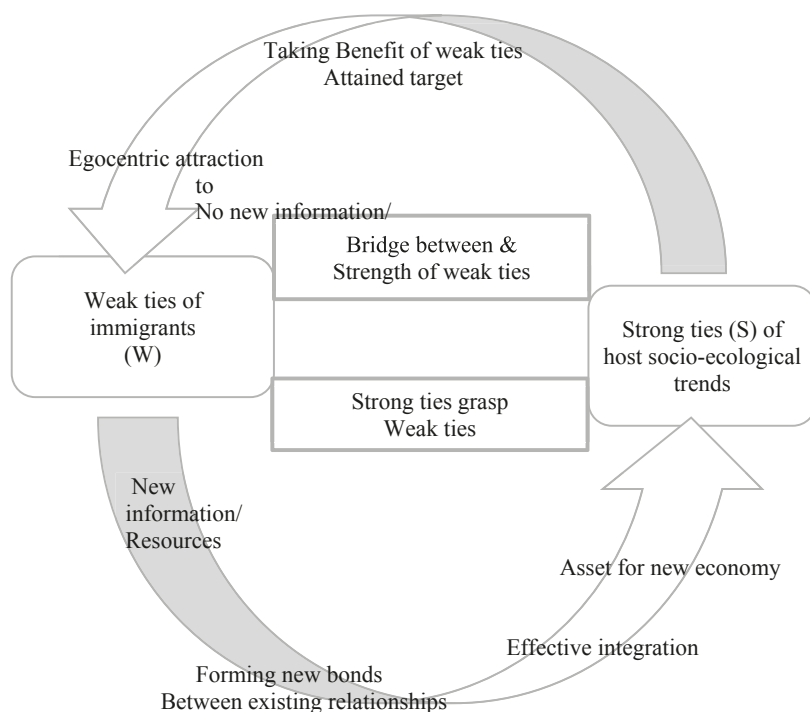 Taking Benefit of weak ties
Attained target
Egocentric attraction
to
No new information/
Bridge between &
Strength of weak ties
Weak ties of
immigrants
(W)
Strong ties (S) of
host socio-ecological
trends
Strong ties grasp
Weak ties
New
information/
Resources
Asset for new economy
Effective integration
Forming new bonds
Between existing relationships